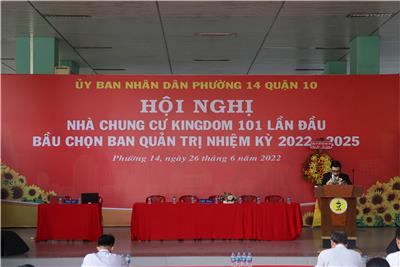 ỦY BAN NHÂN DÂN PHƯỜNG 14 QUẬN 10
HỘI NGHỊ
NHÀ CHUNG CƯ KINGDOM 101 LẦN ĐẦU
BẦU CHỌN BAN QUẢN TRỊ NHIỆM KỲ 2022 - 2025
Phường 14, ngày 26 tháng 6 năm 2022